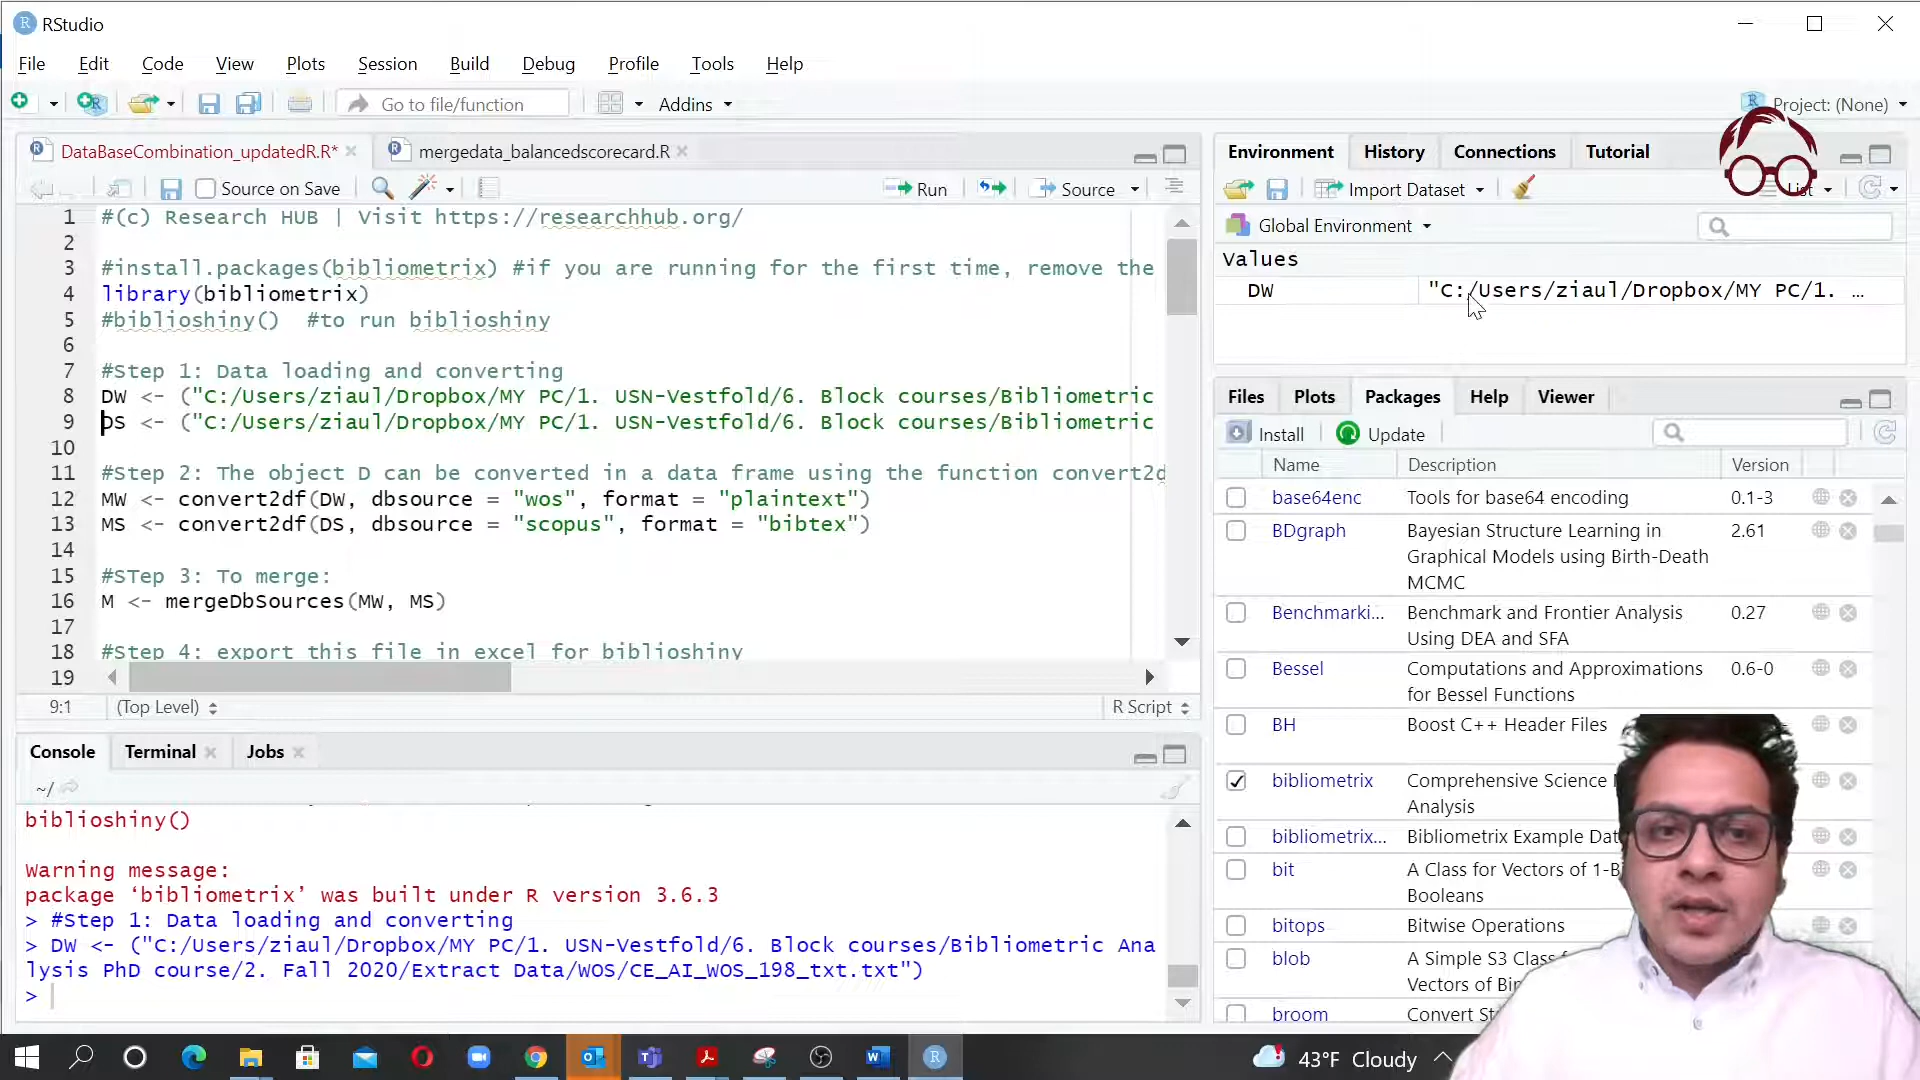 RStudio
File Edit Code View Plots Session Build Debug Profile Tools Help
Go to file/function Addins Project: (None)
DataBaseCombination_updatedR.R* mergedata_balancedscorecard.R
Source on Save Run Source
1 #(c) Research HUB | Visit https://researchhub.org/
2
3 #install.packages(bibliometrix) #if you are running for the first time, remove the
4 library(bibliometrix)
5 #biblioshiny() #to run biblioshiny
6
7 #Step 1: Data loading and converting
8 DW <- ("C:/Users/ziaul/Dropbox/MY PC/1. USN-Vestfold/6. Block courses/Bibliometric
9 DS <- ("C:/Users/ziaul/Dropbox/MY PC/1. USN-Vestfold/6. Block courses/Bibliometric
10
11 #Step 2: The object D can be converted in a data frame using the function convert2d
12 MW <- convert2df(DW, dbsource = "wos", format = "plaintext")
13 MS <- convert2df(DS, dbsource = "scopus", format = "bibtex")
14
15 #STep 3: To merge:
16 M <- mergeDbSources(MW, MS)
17
18 #Step 4: export this file in excel for biblioshiny
19
9:1 (Top Level) R Script
Console Terminal Jobs
~/
biblioshiny()
Warning message:
package ‘bibliometrix’ was built under R version 3.6.3
> #Step 1: Data loading and converting
> DW <- ("C:/Users/ziaul/Dropbox/MY PC/1. USN-Vestfold/6. Block courses/Bibliometric Ana
lysis PhD course/2. Fall 2020/Extract Data/WOS/CE_AI_WOS_198_txt.txt")
>
Environment History Connections Tutorial
Import Dataset List
Global Environment
Values
DW "C:/Users/ziaul/Dropbox/MY PC/1. …
Files Plots Packages Help Viewer
Install Update
Name Description Version
base64enc Tools for base64 encoding 0.1-3
BDgraph Bayesian Structure Learning in 2.61
Graphical Models using Birth-Death
MCMC
Benchmarki... Benchmark and Frontier Analysis 0.27
Using DEA and SFA
Bessel Computations and Approximations 0.6-0
for Bessel Functions
BH Boost C++ Header Files
bibliometrix Comprehensive Science
Analysis
bibliometrix... Bibliometrix Example
bit A Class for Vectors of
Booleans
bitops Bitwise Operations
blob A Simple S3 Class
Vectors of
broom Convert
43°F Cloudy